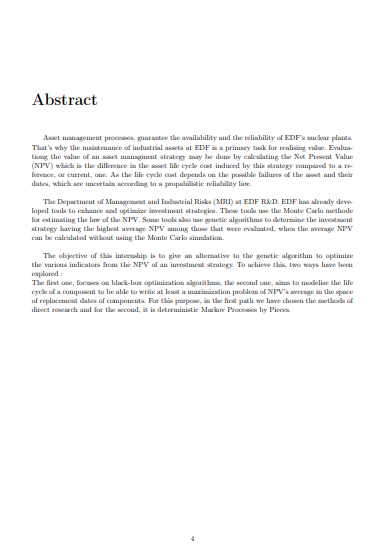 Abstract
Asset management processes, guarantee the availability and the reliability of EDF's nuclear plants.
That's why the maintenance of industrial assets at EDF is a primary task for realising value. Evalua-
tiong the value of an asset managment strategy may be done by calculating the Net Present Value
(NPV) which is the difference in the asset life cycle cost induced by this strategy compared to a re-
ference, or current, one. As the life cycle cost depends on the possible failures of the asset and their
dates, which are uncertain according to a propabilistic reliability law.
The Department of Management and Industrial Risks (MRI) at EDF R&D. EDF has already deve-
loped tools to enhance and optimize investment strategies. These tools use the Monte Carlo methode
for estimating the law of the NPV. Some tools also use genetic algorithms to determine the investment
strategy having the highest average NPV among those that were evaluated, when the average NPV
can be calculated without using the Monte Carlo simulation.
The objective of this internship is to give an alternative to the genetic algorithm to optimize
the various indicators from the NPV of an investment strategy. To achieve this, two ways have been
explored :
The first one, focuses on black-box optimization algorithms, the second one, aims to modelise the life
cycle of a component to be able to write at least a maximization problem of NPV's average in the space
of replacement dates of components. For this purpose, in the first path we have chosen the methods of
direct research and for the second, it is deterministic Markov Processes by Pieces.
4